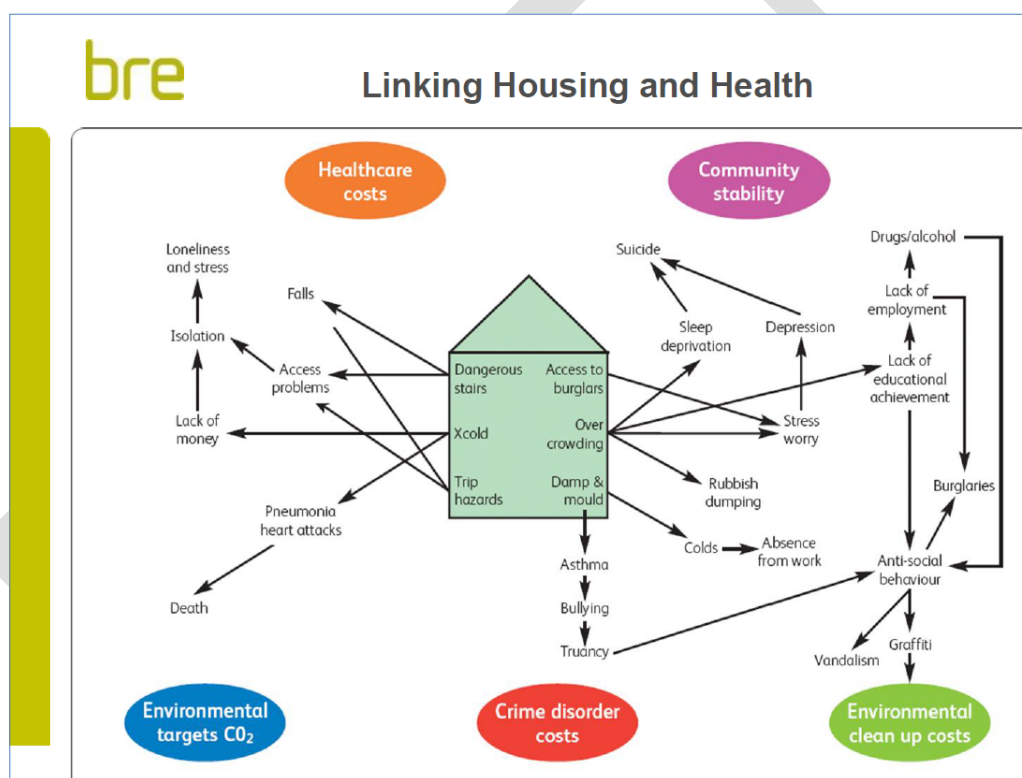 bre
Linking Housing and Health
Healthcare
costs
Community
stability
Loneliness
and stress
Falls
Isolation
Access
problems
Lack of
money
Pneumonia
heart attacks
Death
Dangerous
stairs
Xcold
Trip
hazards
Access to
burglars
Over
crowding
Damp &
mould
Asthma
Bullying
Truancy
Suicide
Sleep
deprivation
Depression
Stress
worry
Rubbish
dumping
Colds
Absence
from work
Drugs/alcohol
Lack of
employment
Lack of
educational
achievement
Burglaries
Anti-social
behaviour
Graffiti
Vandalism
Environmental
targets C0₂
Crime disorder
costs
Environmental
clean up costs